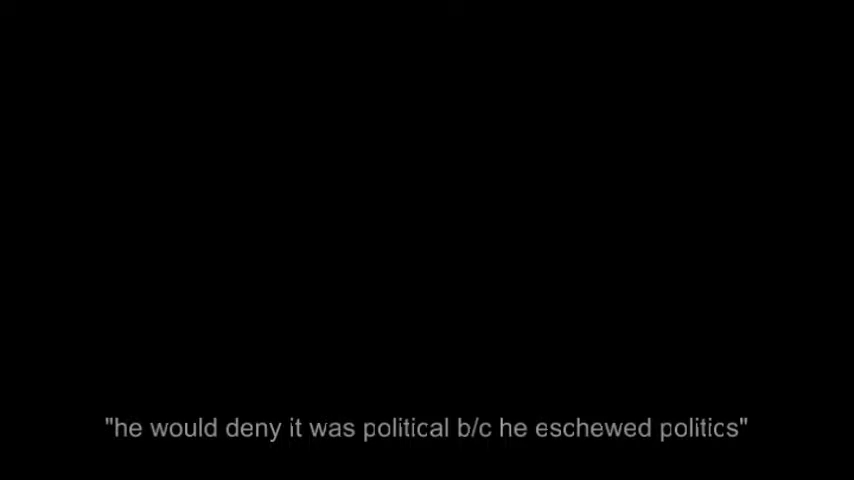 "he would deny it was political b/c he eschewed politics"